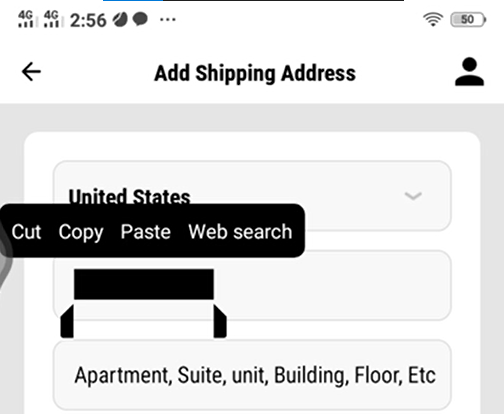 4G 4G 2:56 ... 50
Add Shipping Address
United States
Cut Copy Paste Web search
Apartment, Suite, unit, Building, Floor, Etc